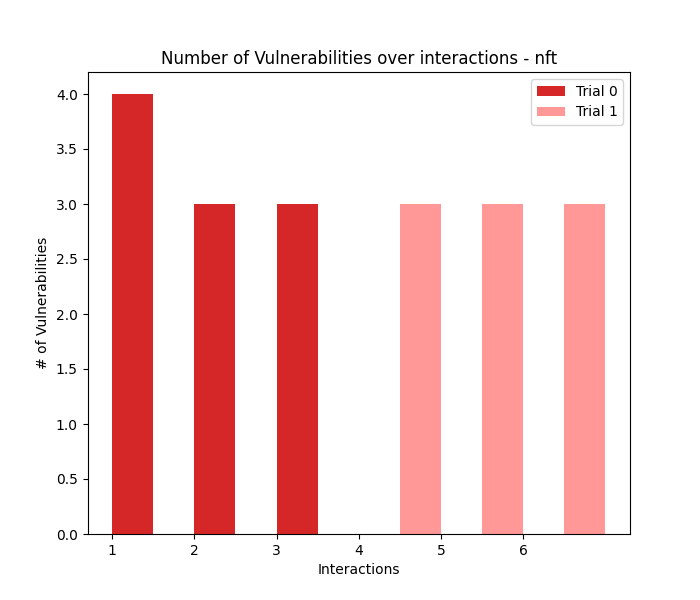 Number of Vulnerabilities over interactions - nft
Trial 0
Trial 1
4.0
3.5
3.0
2.5
2.0
1.5
1.0
0.5
0.0
# of Vulnerabilities
1 2 3 4 5 6
Interactions